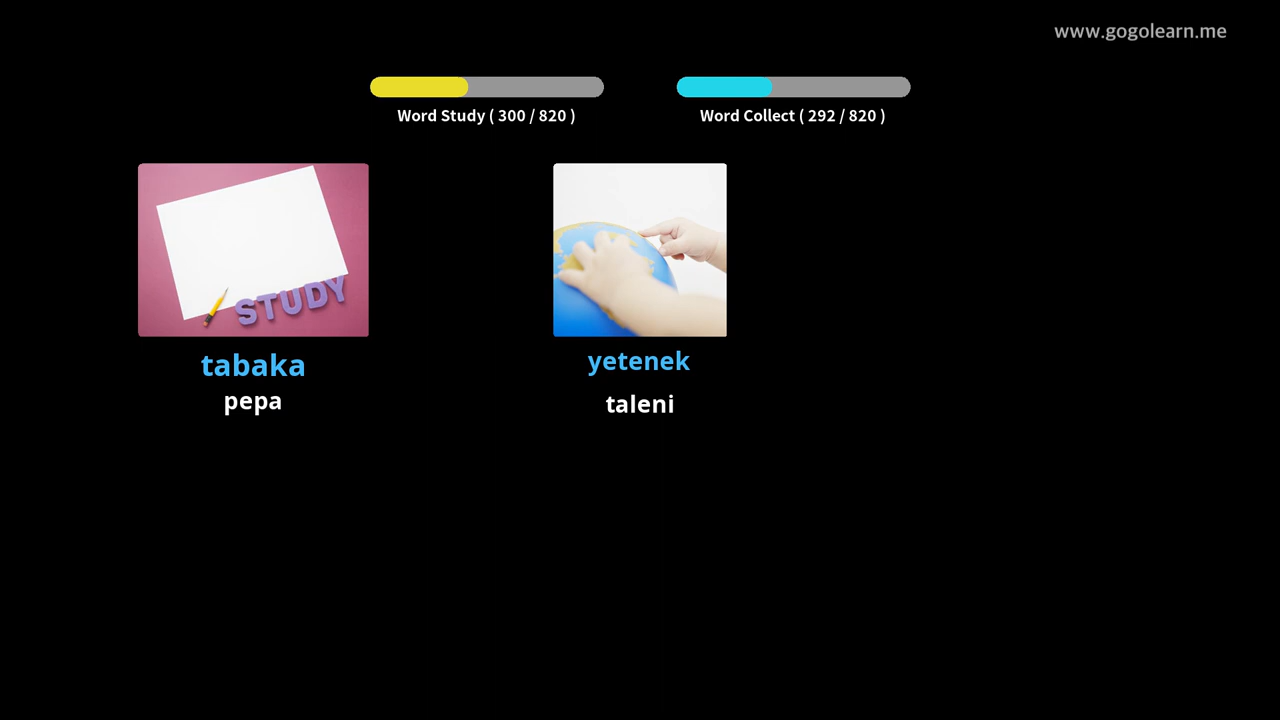 www.gogolearn.me
Word Study ( 300 / 820 )
Word Collect ( 292 / 820 )
STUDY
tabaka
pepa
yetenek
taleni